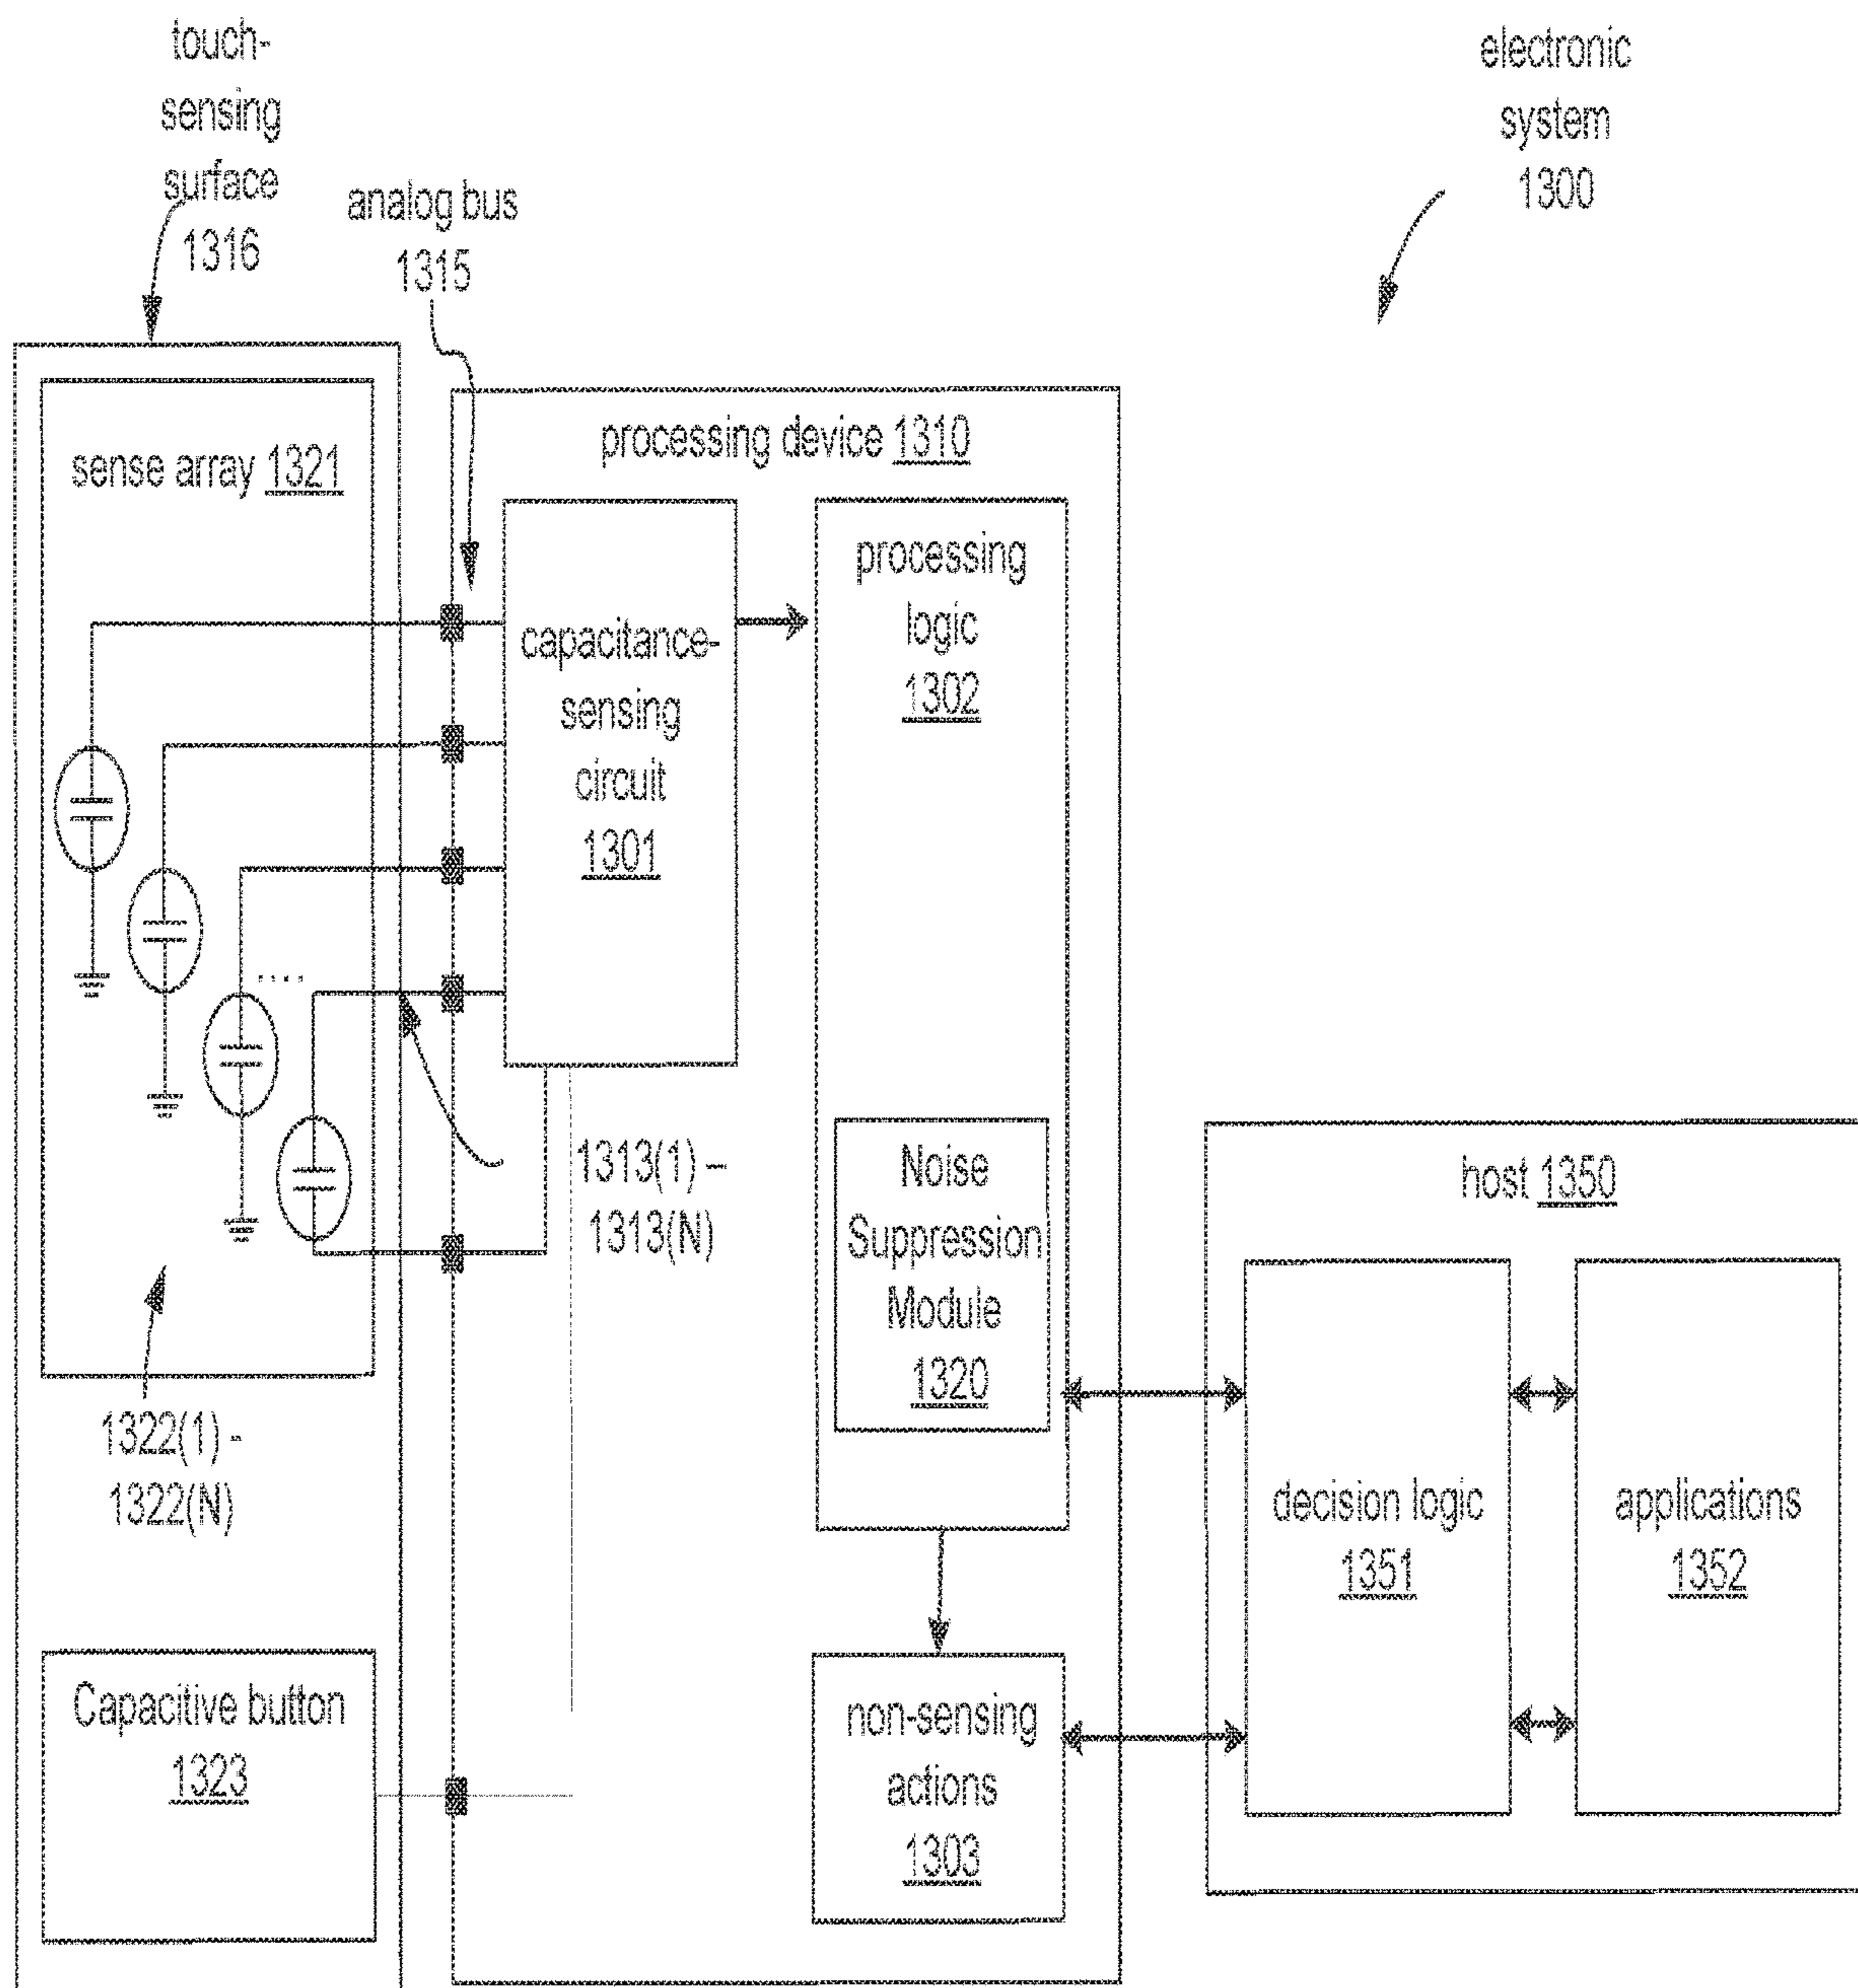 touch-
sensing
surface
1316
analog bus
1315
electronic
system
1300
sense array 1321
processing device 1310
capacitance-
sensing
circuit
1301
processing
logic
1302
....
1313(1) –
1313(N)
Noise
Suppression
Module
1320
host 1350
1322(1) -
1322(N)
decision logic
1351
applications
1352
Capacitive button
1323
non-sensing
actions
1303